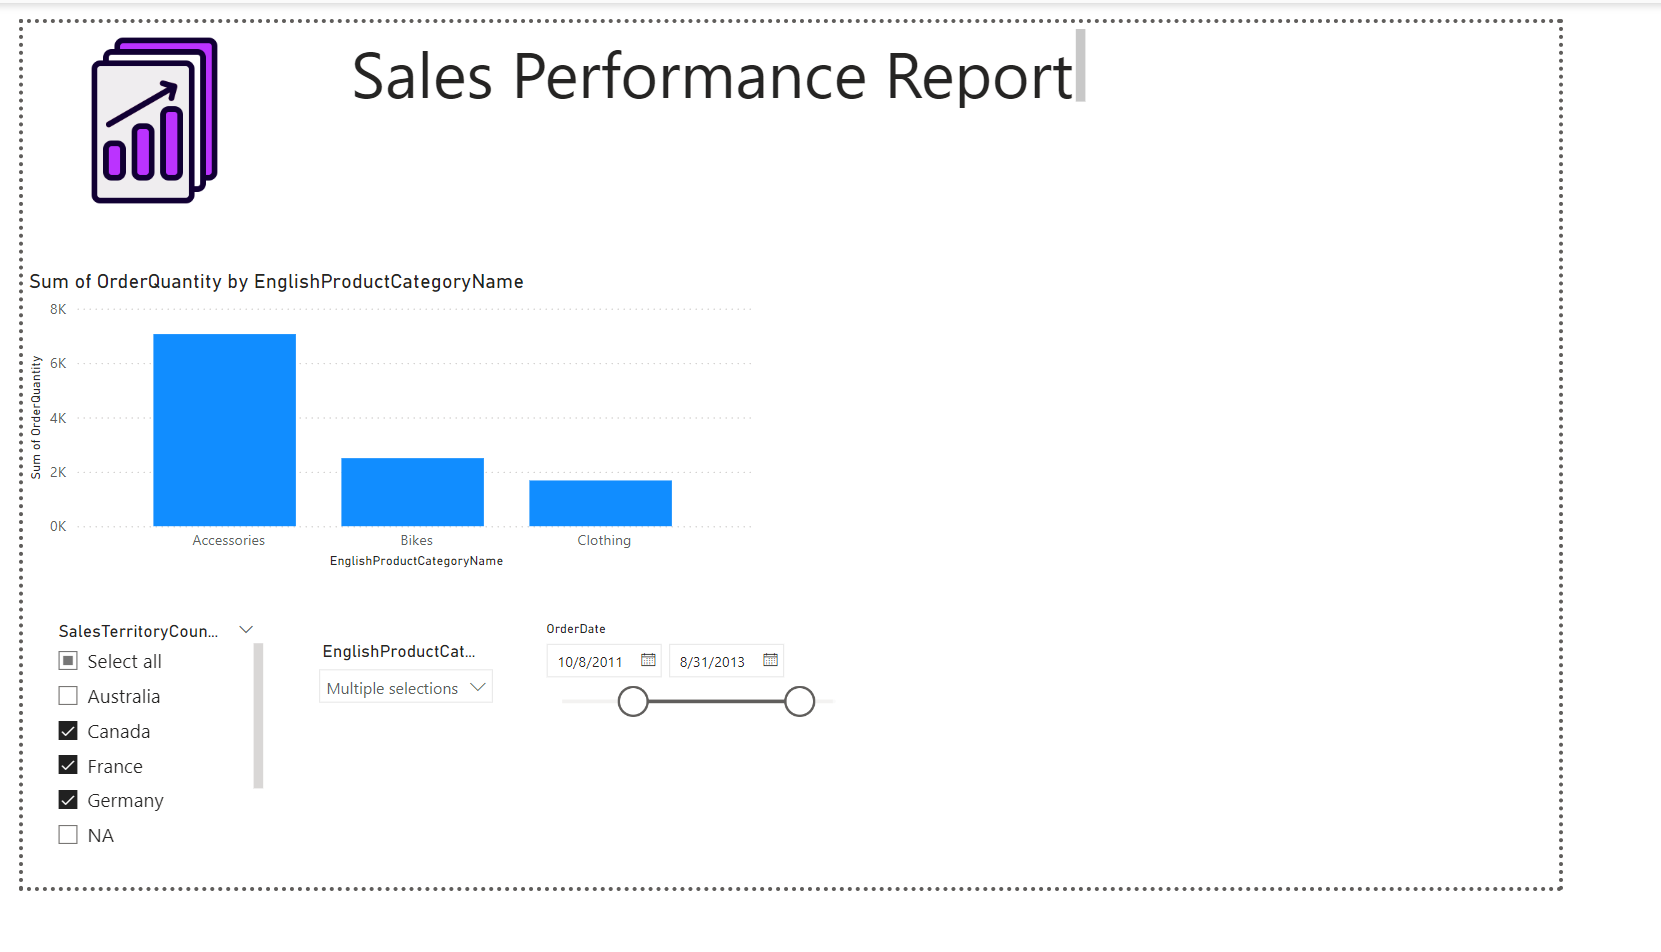 Sales Performance Report
Sum of OrderQuantity by EnglishProductCategoryName
8K
6K
4K
2K
0K
Sum of OrderQuantity
Accessories Bikes Clothing
EnglishProductCategoryName
SalesTerritoryCoun...
Select all
Australia
Canada
France
Germany
NA
EnglishProductCat...
Multiple selections
OrderDate
10/8/2011 8/31/2013